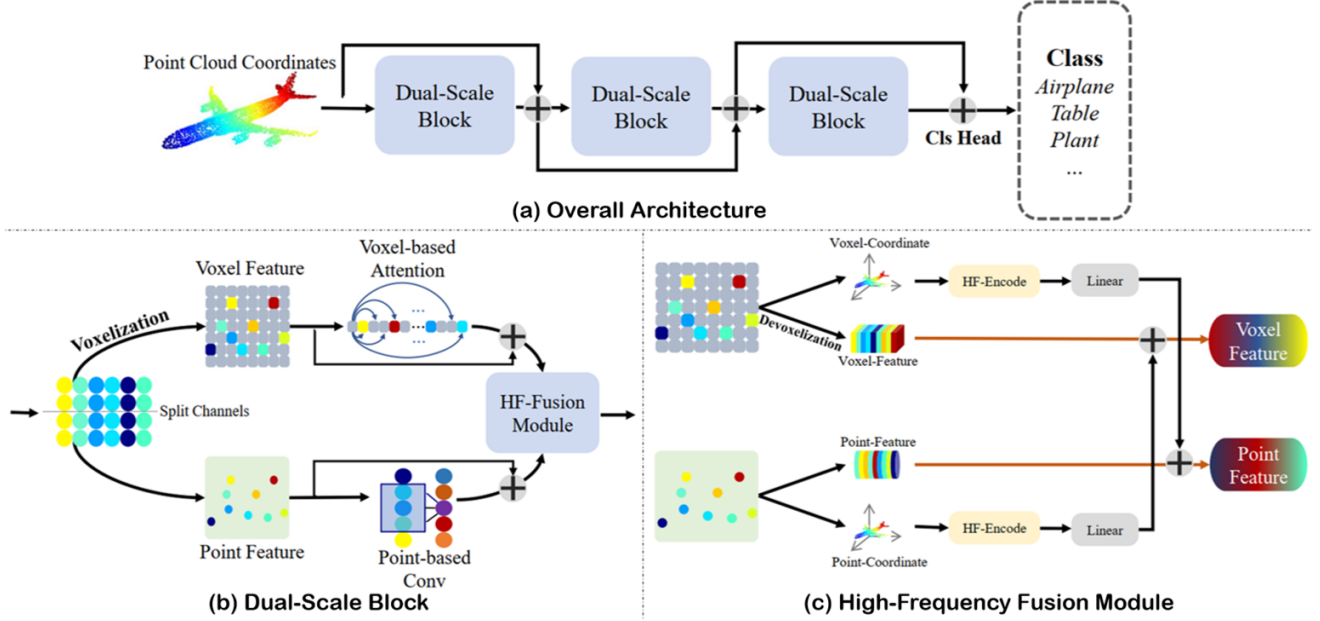 Point Cloud Coordinates
Dual-Scale
Block
Dual-Scale
Block
Dual-Scale
Block
Cls Head
Class
Airplane
Table
Plant
...
(a) Overall Architecture
Voxelization
Voxel Feature
Voxel-based
Attention
...
...
...
Split Channels
HF-Fusion
Module
Point Feature
Point-based
Conv
(b) Dual-Scale Block
Voxel-Coordinate
HF-Encode
Linear
Devoxelization
Voxel-Feature
Voxel
Feature
Point-Feature
Point
Feature
HF-Encode
Linear
Point-Coordinate
(c) High-Frequency Fusion Module